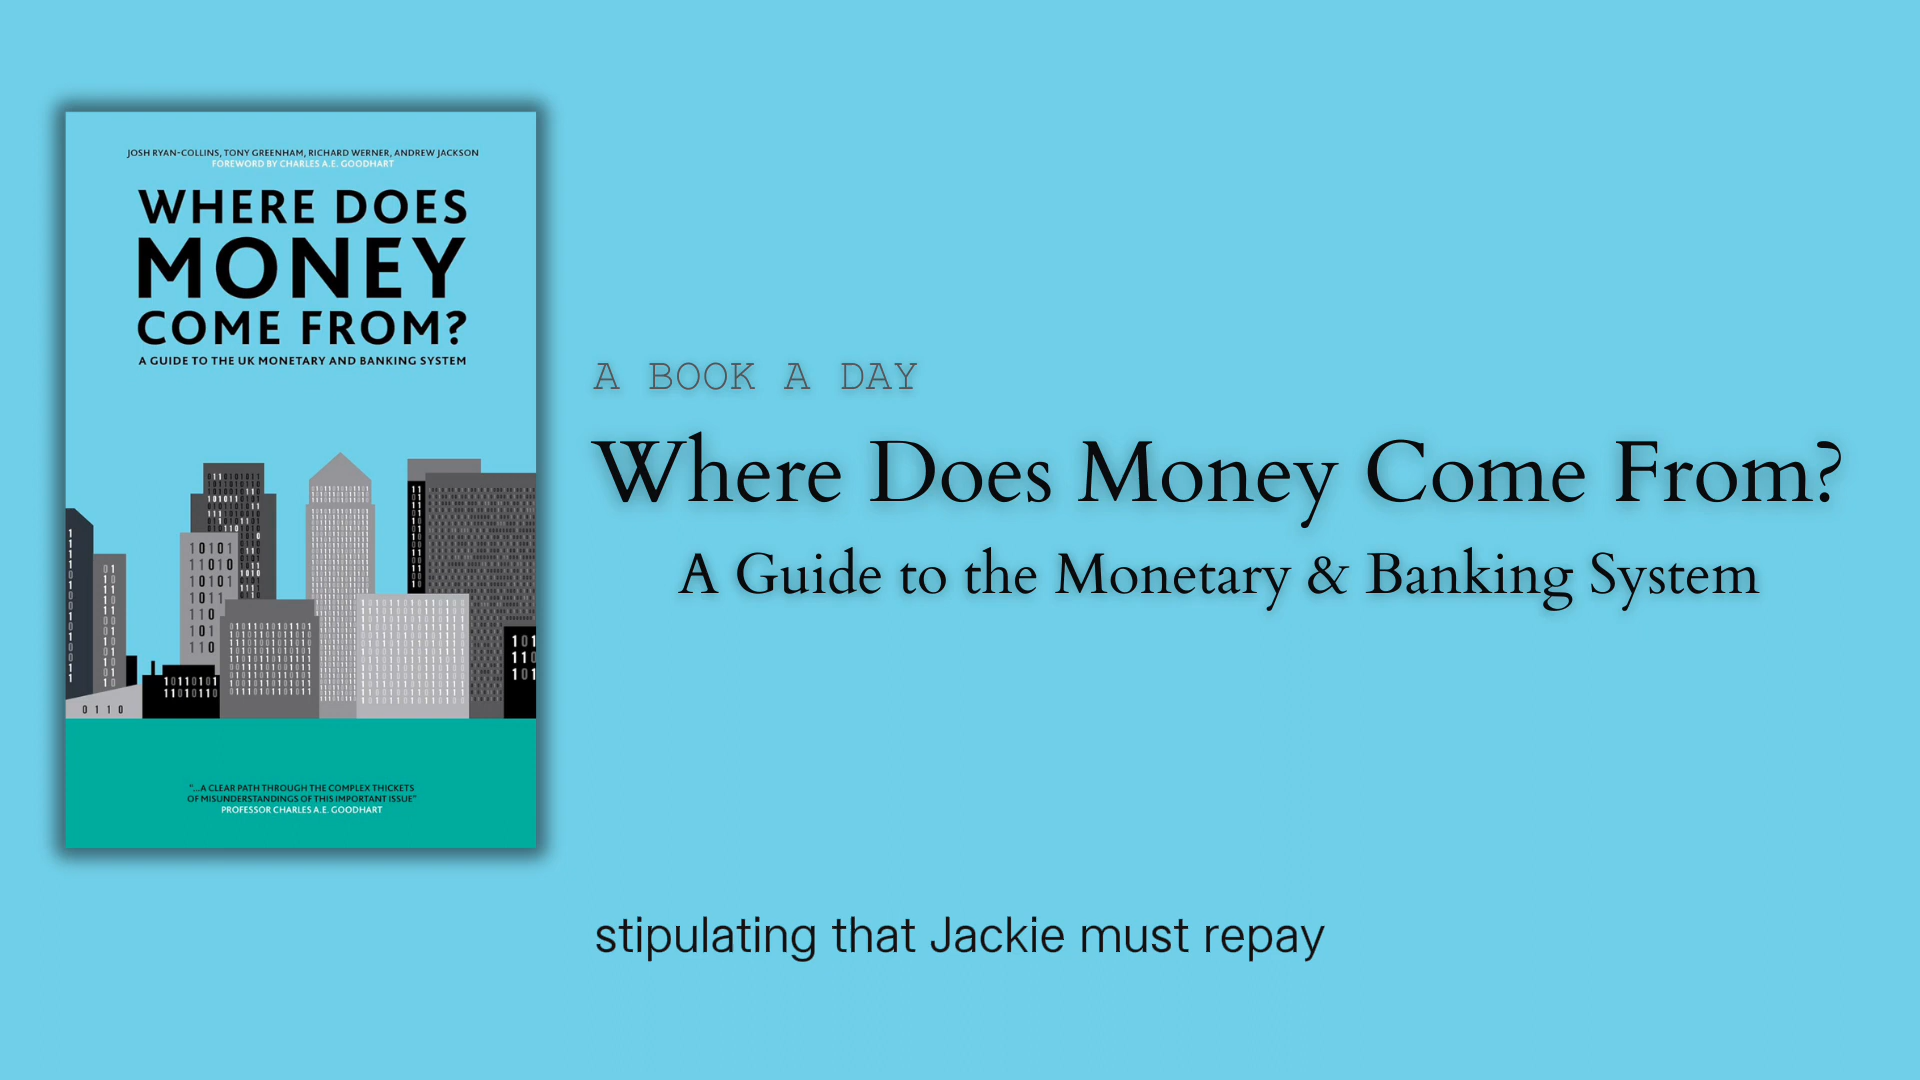 JOSH RYAN-COLLINS, TONY GREENHAM, RICHARD WERNER, ANDREW JACKSON
FOREWORD BY CHARLES A.E. GOODHART
WHERE DOES
MONEY
COME FROM?
A GUIDE TO THE UK MONETARY AND BANKING SYSTEM
"...A CLEAR PATH THROUGH THE COMPLEX THICKETS
OF MISUNDERSTANDINGS OF THIS IMPORTANT ISSUE"
PROFESSOR CHARLES A.E. GOODHART
A BOOK A DAY
Where Does Money Come From?
A Guide to the Monetary & Banking System
stipulating that Jackie must repay